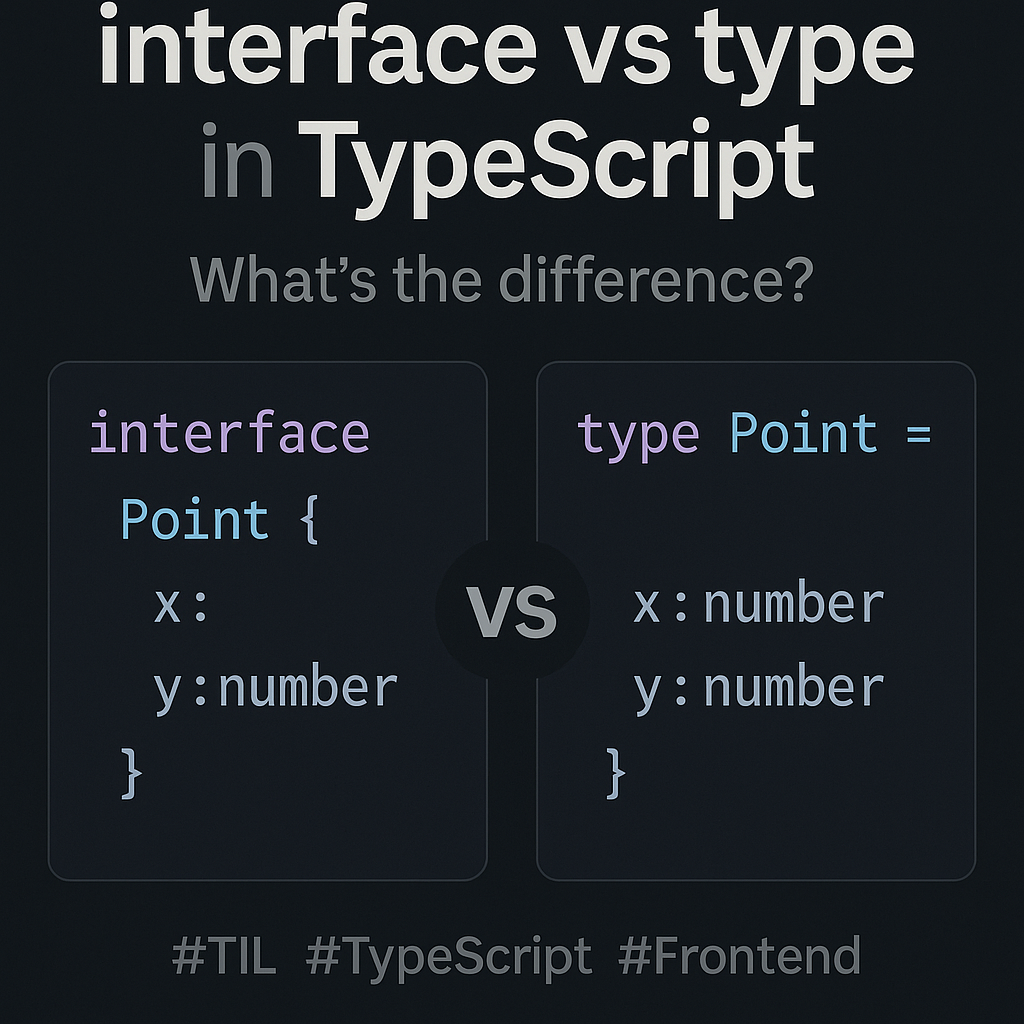 interface vs type
in TypeScript
What's the difference?
interface
Point {
x:
y:number
}
VS
type Point =
x:number
y:number
}
#TIL #TypeScript #Frontend